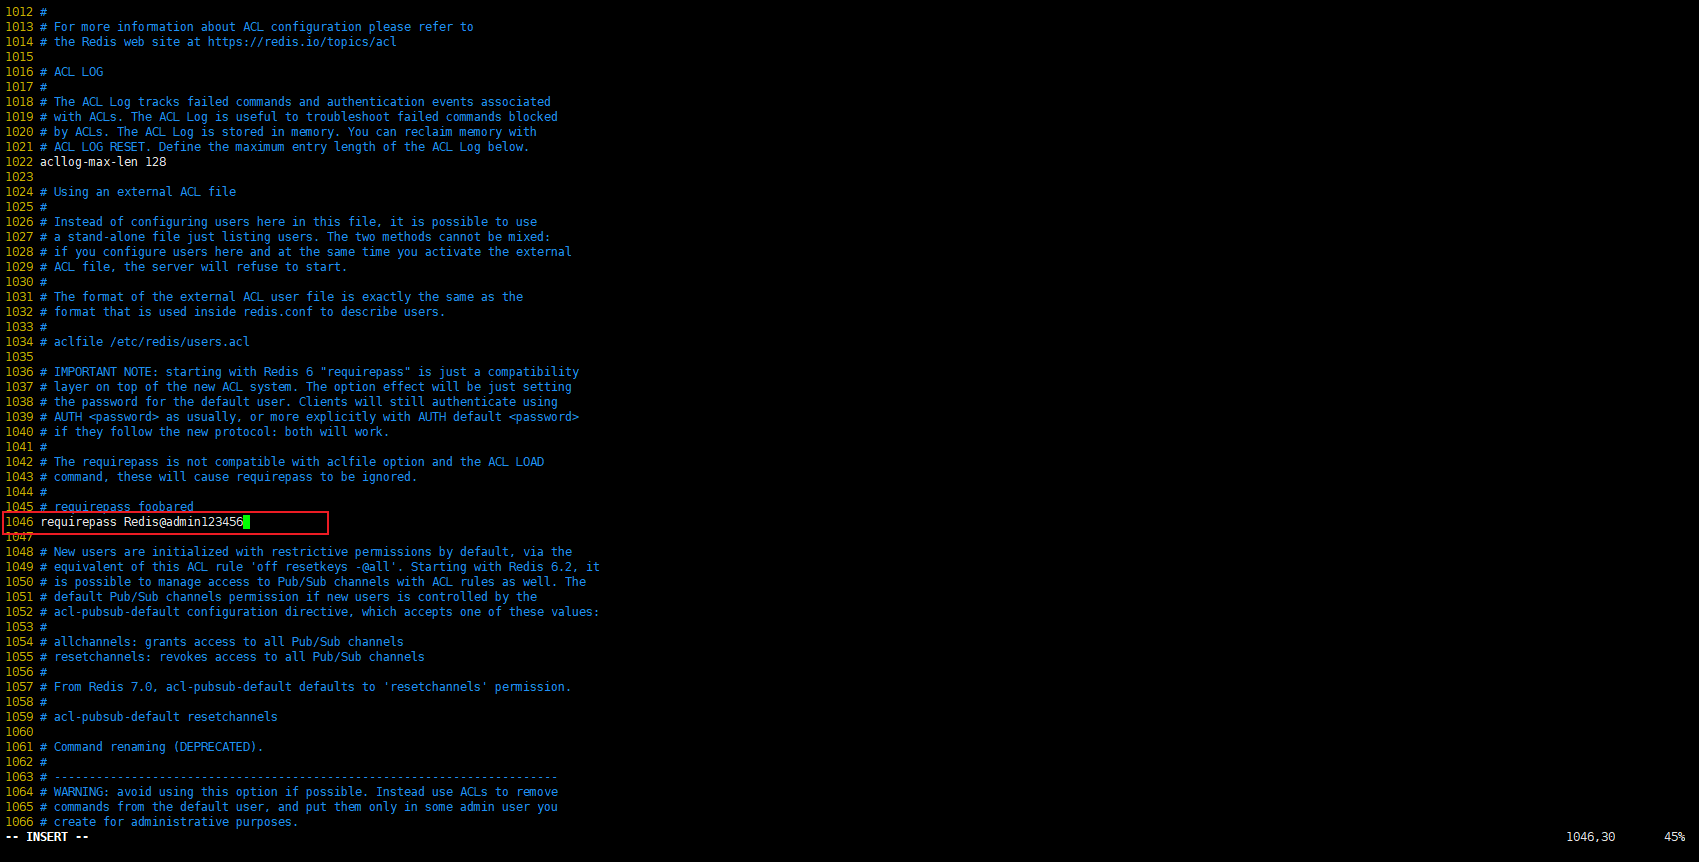 1012 #
1013 # For more information about ACL configuration please refer to
1014 # the Redis web site at https://redis.io/topics/acl
1015
1016 # ACL LOG
1017 #
1018 # The ACL Log tracks failed commands and authentication events associated
1019 # with ACLs. The ACL Log is useful to troubleshoot failed commands blocked
1020 # by ACLs. The ACL Log is stored in memory. You can reclaim memory with
1021 # ACL LOG RESET. Define the maximum entry length of the ACL Log below.
1022 acllog-max-len 128
1023
1024 # Using an external ACL file
1025 #
1026 # Instead of configuring users here in this file, it is possible to use
1027 # a stand-alone file just listing users. The two methods cannot be mixed:
1028 # if you configure users here and at the same time you activate the external
1029 # ACL file, the server will refuse to start.
1030 #
1031 # The format of the external ACL user file is exactly the same as the
1032 # format that is used inside redis.conf to describe users.
1033 #
1034 # aclfile /etc/redis/users.acl
1035
1036 # IMPORTANT NOTE: starting with Redis 6 "requirepass" is just a compatibility
1037 # layer on top of the new ACL system. The option effect will be just setting
1038 # the password for the default user. Clients will still authenticate using
1039 # AUTH <password> as usually, or more explicitly with AUTH default <password>
1040 # if they follow the new protocol: both will work.
1041 #
1042 # The requirepass is not compatible with aclfile option and the ACL LOAD
1043 # command, these will cause requirepass to be ignored.
1044 #
1045 # requirepass foobared
1046 requirepass Redis@admin123456
1047
1048 # New users are initialized with restrictive permissions by default, via the
1049 # equivalent of this ACL rule 'off resetkeys -@all'. Starting with Redis 6.2, it
1050 # is possible to manage access to Pub/Sub channels with ACL rules as well. The
1051 # default Pub/Sub channels permission if new users is controlled by the
1052 # acl-pubsub-default configuration directive, which accepts one of these values:
1053 #
1054 # allchannels: grants access to all Pub/Sub channels
1055 # resetchannels: revokes access to all Pub/Sub channels
1056 #
1057 # From Redis 7.0, acl-pubsub-default defaults to 'resetchannels' permission.
1058 #
1059 # acl-pubsub-default resetchannels
1060
1061 # Command renaming (DEPRECATED).
1062 #
1063 # ------------------------------------------------------------------------
1064 # WARNING: avoid using this option if possible. Instead use ACLs to remove
1065 # commands from the default user, and put them only in some admin user you
1066 # create for administrative purposes.
-- INSERT -- 1046,30 45%